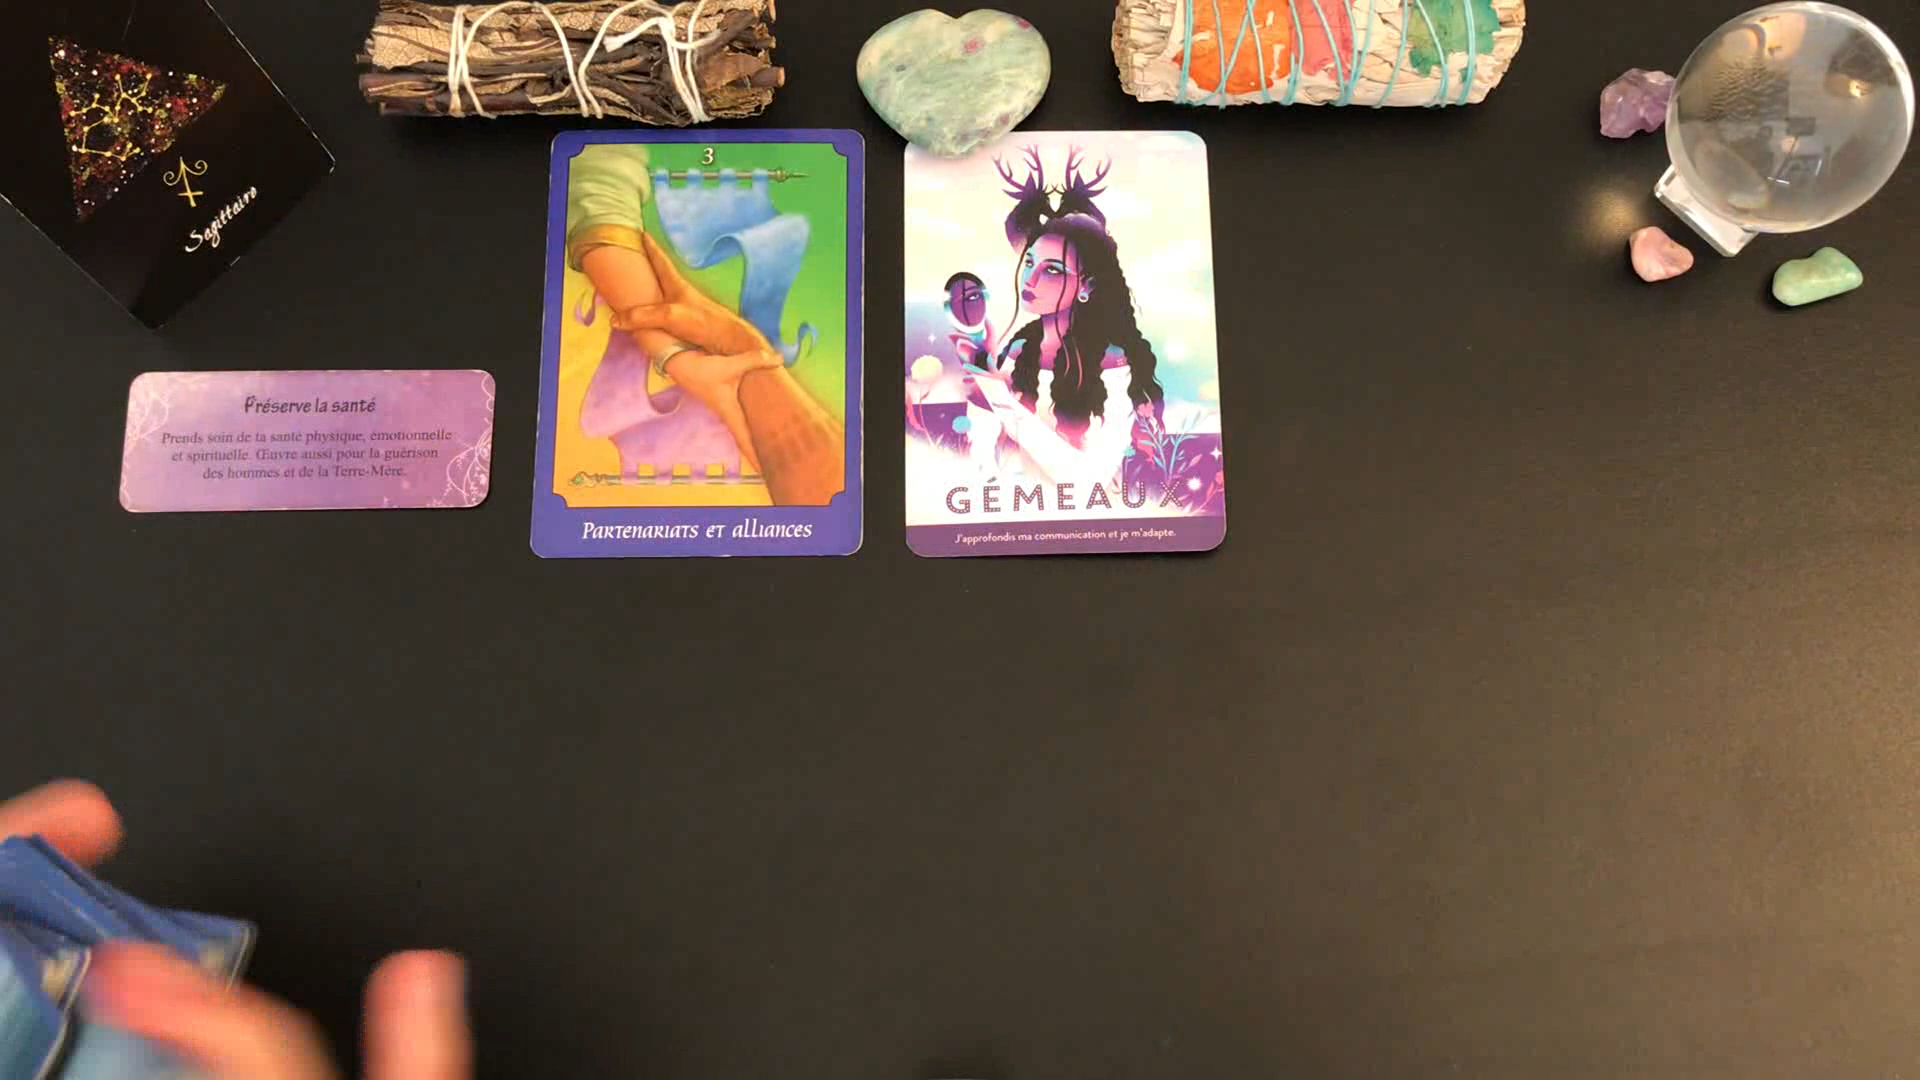 Sagittaire
Préserve la santé
Prends soin de ta santé physique, émotionnelle
et spirituelle. Œuvre aussi pour la guérison
des hommes et de la Terre-Mère.
3
Partenariats et alliances
GÉMEAUX
J'approfondis ma communication et je m'adapte.